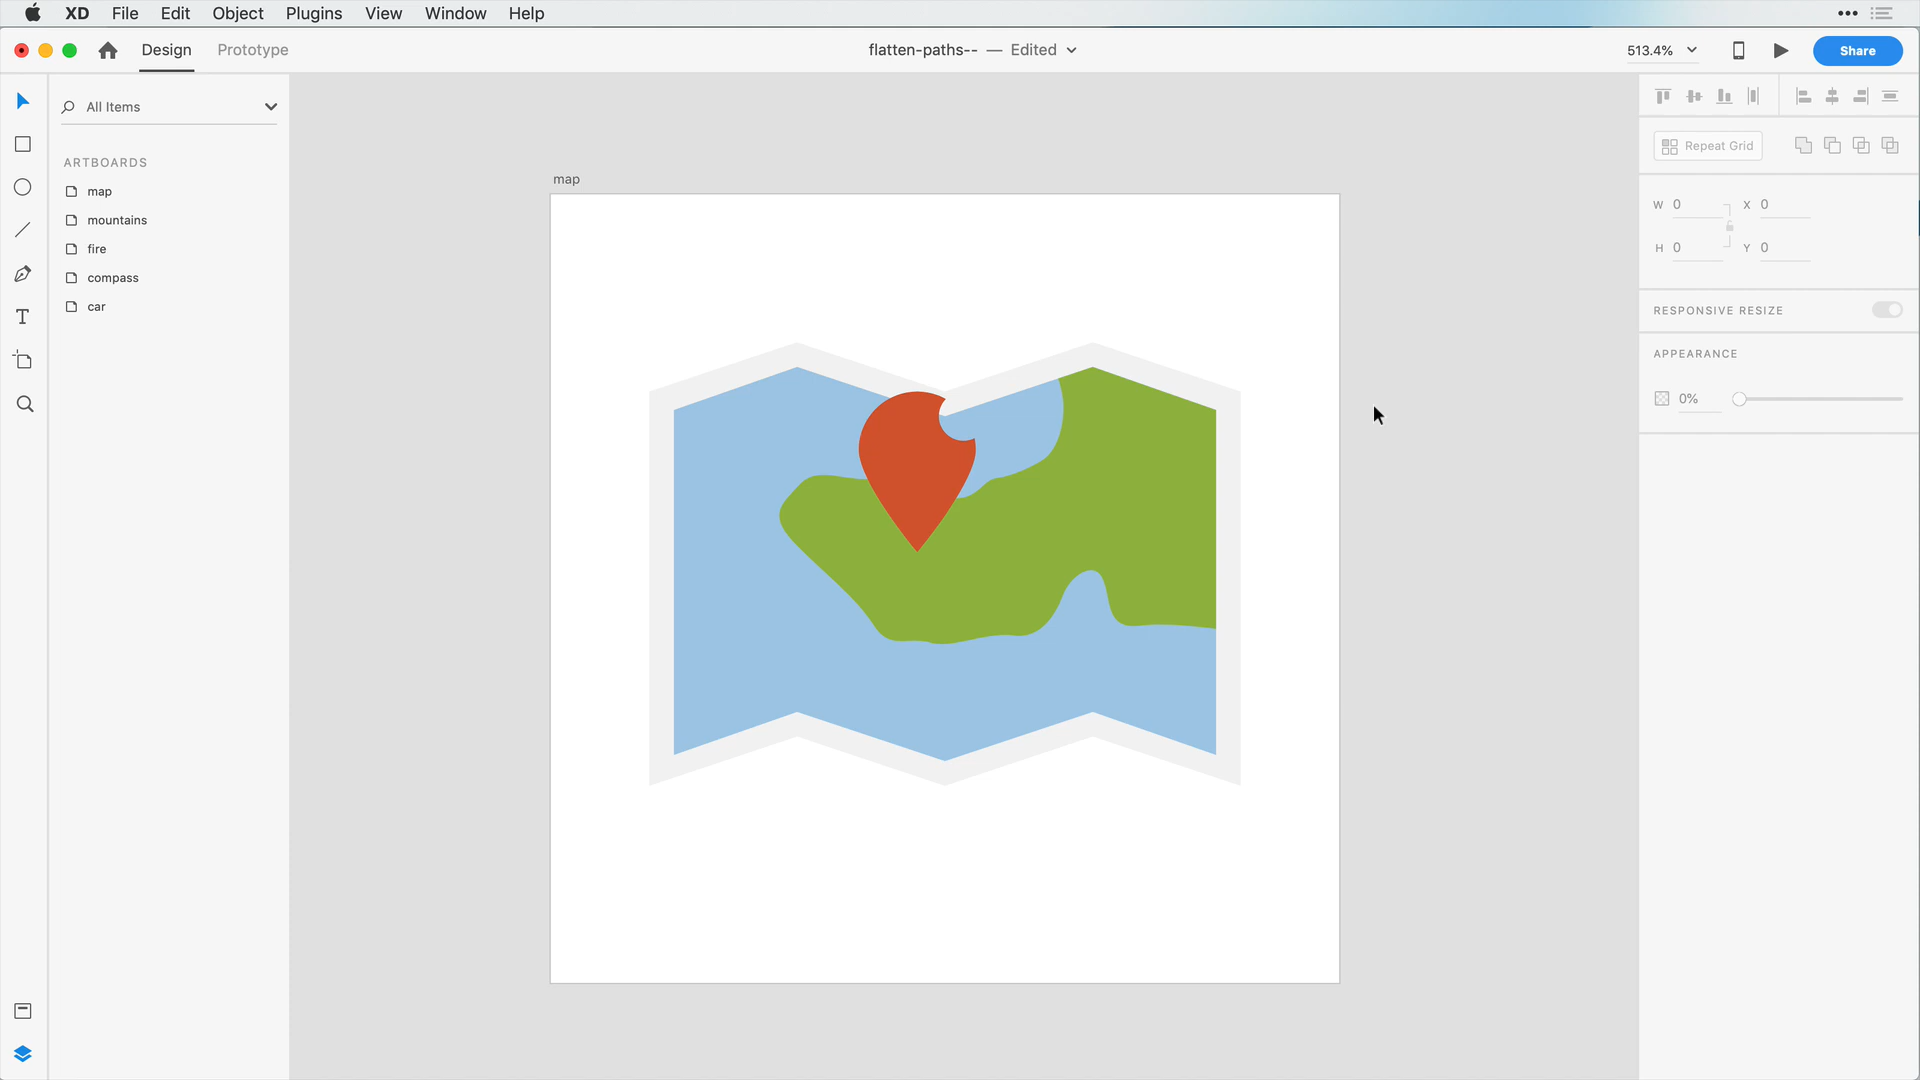 XD File Edit Object Plugins View Window Help
Design Prototype flatten-paths-- — Edited 513.4% Share
All Items
Repeat Grid
ARTBOARDS
map
mountains
fire
compass
car
map
W 0 X 0
H 0 Y 0
RESPONSIVE RESIZE
APPEARANCE
0%